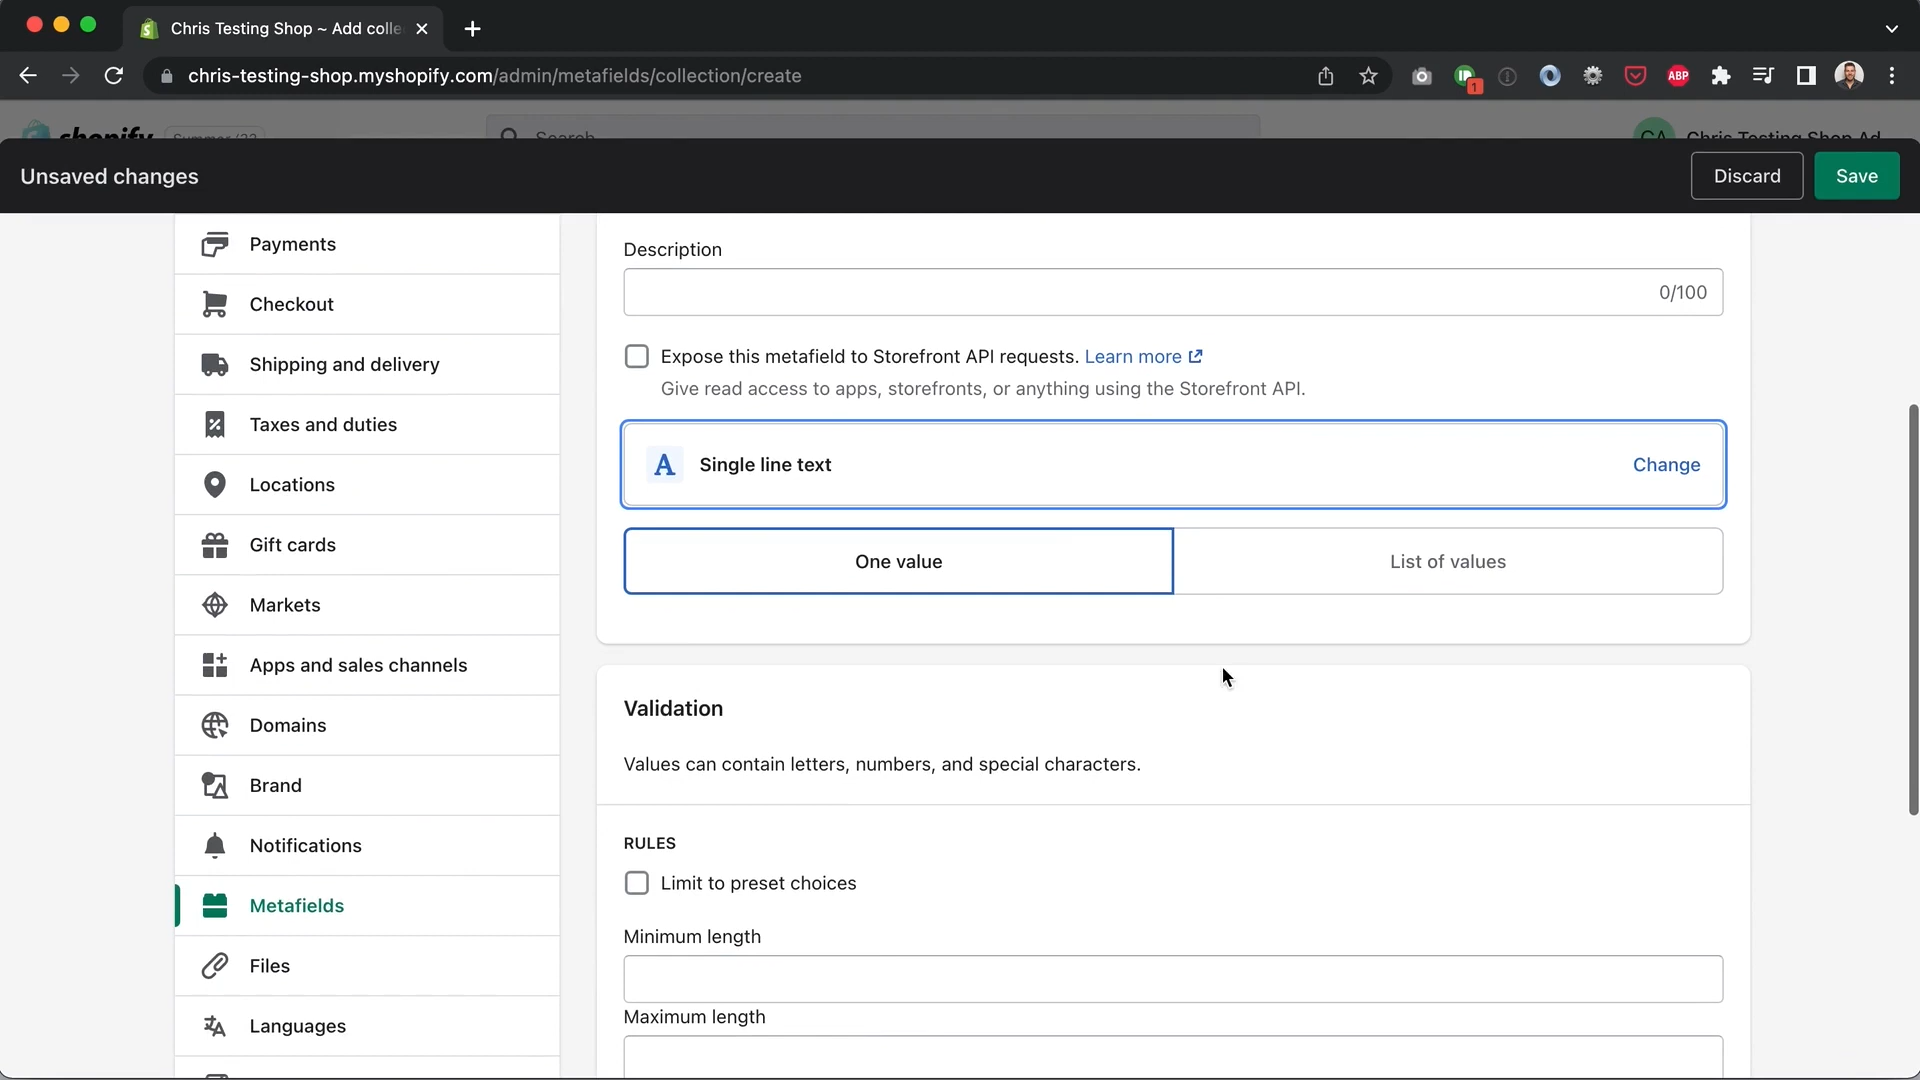 Chris Testing Shop ~ Add colle
chris-testing-shop.myshopify.com/admin/metafields/collection/create
1
ABP
shopify
Summer '22
Search
CA
Chris Testing Shop Ad
Unsaved changes
Discard
Save
Payments
Checkout
Shipping and delivery
Taxes and duties
Locations
Gift cards
Markets
Apps and sales channels
Domains
Brand
Notifications
Metafields
Files
Languages
Description
0/100
Expose this metafield to Storefront API requests. Learn more
Give read access to apps, storefronts, or anything using the Storefront API.
A Single line text
Change
One value
List of values
Validation
Values can contain letters, numbers, and special characters.
RULES
Limit to preset choices
Minimum length
Maximum length